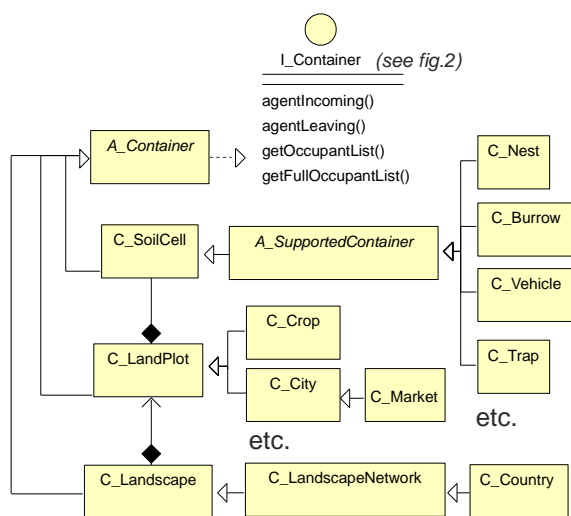 I_Container (see fig.2)
agentIncoming()
agentLeaving()
getOccupantList()
getFullOccupantList()
A_Container
C_Nest
C_SoilCell
A_SupportedContainer
C_Burrow
C_Vehicle
C_Crop
C_LandPlot
C_Trap
C_City
C_Market
etc.
etc.
C_Landscape
C_LandscapeNetwork
C_Country